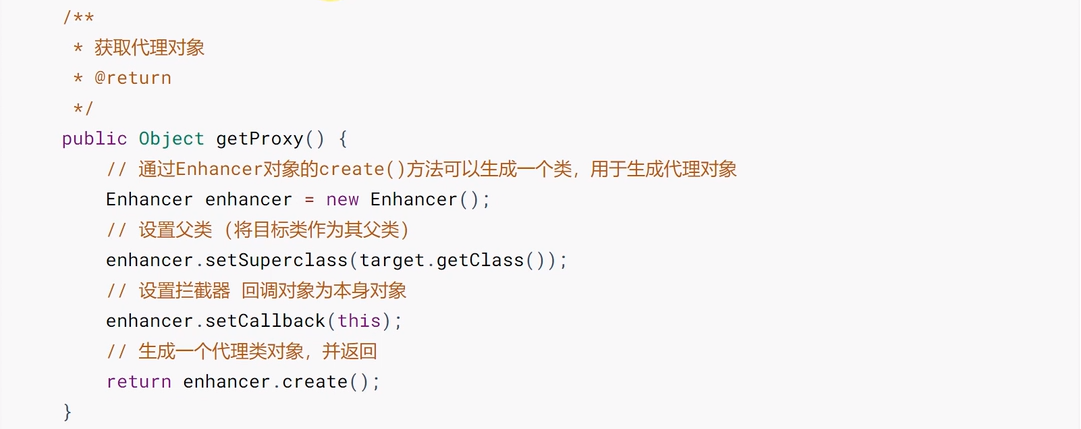 /**
 * 获取代理对象
 * @return
 */
public Object getProxy() {
    // 通过Enhancer对象的create()方法可以生成一个类，用于生成代理对象
    Enhancer enhancer = new Enhancer();
    // 设置父类 (将目标类作为其父类)
    enhancer.setSuperclass(target.getClass());
    // 设置拦截器 回调对象为本身对象
    enhancer.setCallback(this);
    // 生成一个代理类对象，并返回
    return enhancer.create();
}